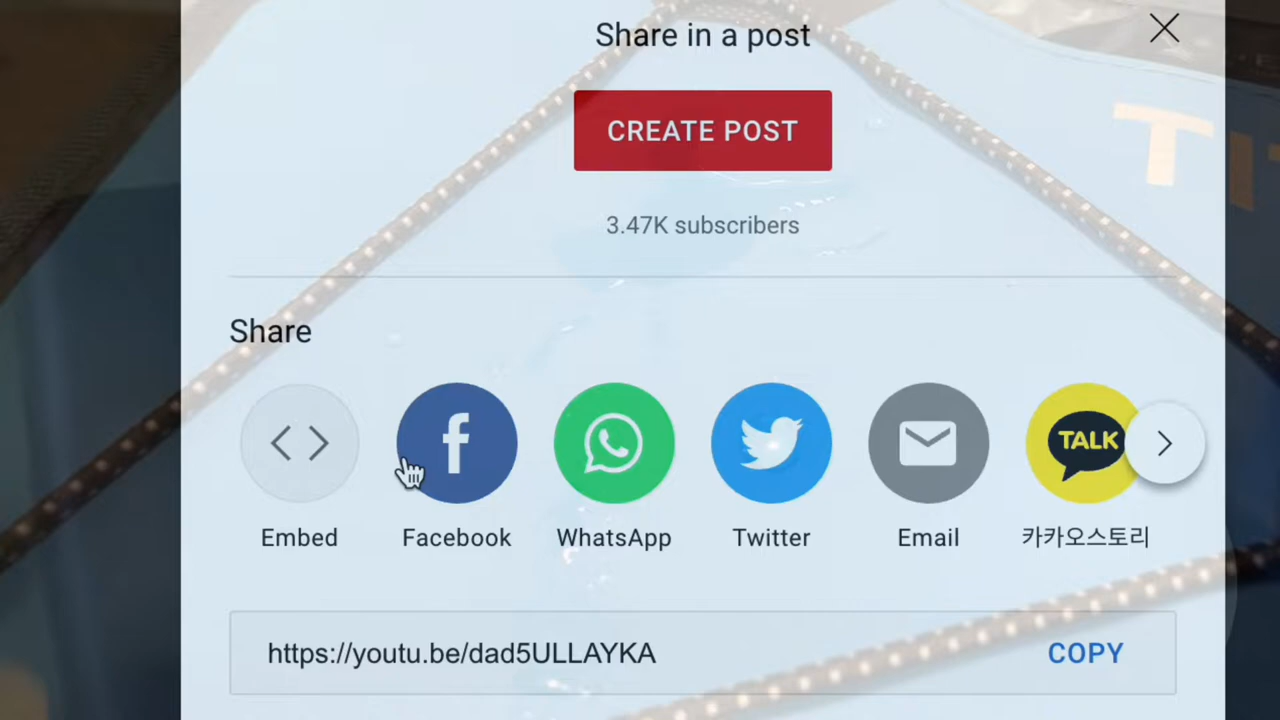 Share in a post
CREATE POST
3.47K subscribers
Share
TALK
Embed
Facebook
WhatsApp
Twitter
Email
카카오스토리
https://youtu.be/dad5ULLAYKA
COPY